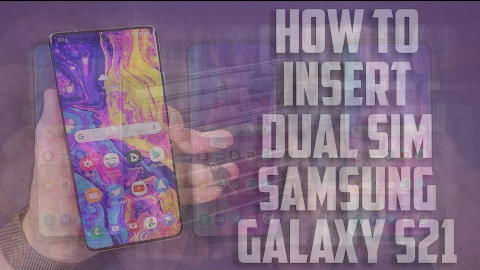 HOW TO
INSERT
DUAL SIM
SAMSUNG
GALAXY S21